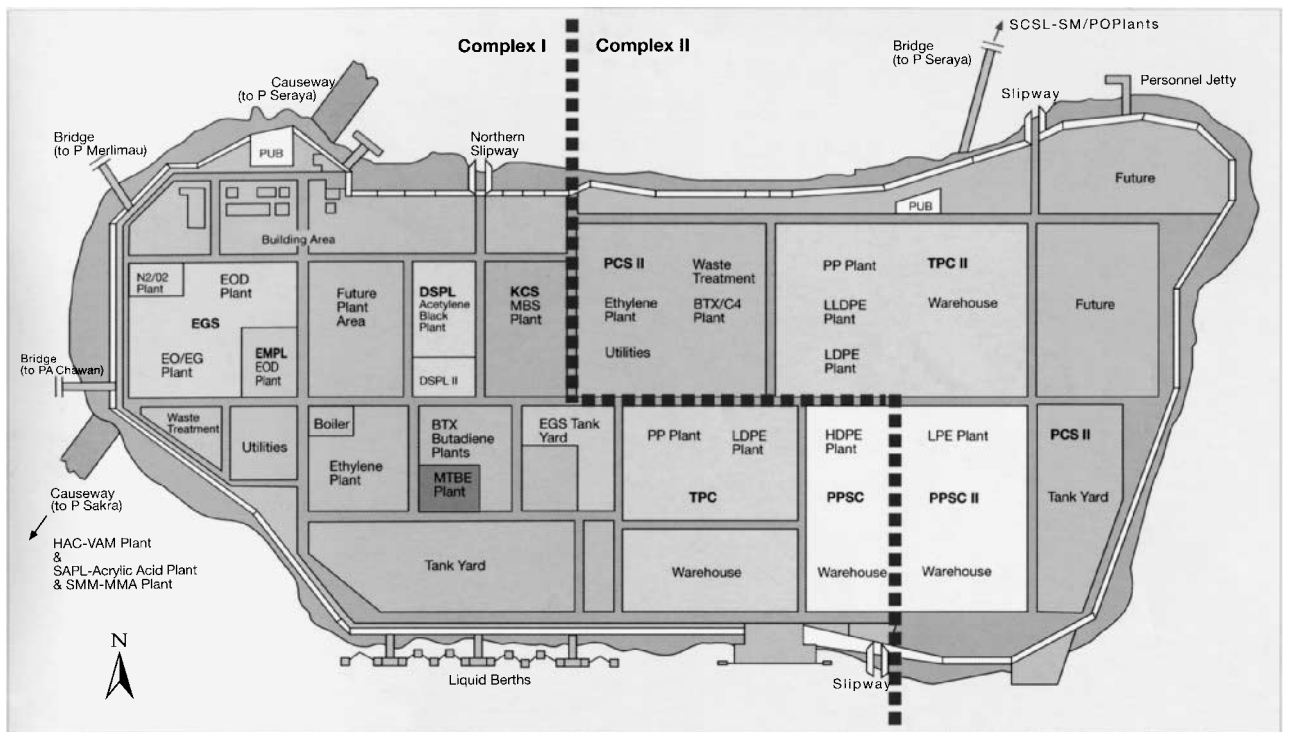 SCSL-SM/POPlants
Complex I
Complex II
Bridge
(to P Seraya)
Causeway
(to P Seraya)
Personnel Jetty
Slipway
Bridge
(to P Merlimau)
Northern
Slipway
PUB
Future
PUB
Building Area
N2/02
Plant
EOD
Plant
EGS
EO/EG
Plant
EMPL
EOD
Plant
Future
Plant
Area
DSPL
Acetylene
Black
Plant
DSPL II
KCS
MBS
Plant
PCS II
Ethylene
Plant
Utilities
Waste
Treatment
BTX/C4
Plant
PP Plant
LLDPE
Plant
LDPE
Plant
TPC II
Warehouse
Future
Bridge
(to PA Chawan)
Waste
Treatment
Utilities
Boiler
Ethylene
Plant
BTX
Butadiene
Plants
MTBE
Plant
EGS Tank
Yard
PP Plant
LDPE
Plant
TPC
HDPE
Plant
PPSC
LPE Plant
PPSC II
PCS II
Tank Yard
Causeway
(to P Sakra)
HAC-VAM Plant
&
SAPL-Acrylic Acid Plant
& SMM-MMA Plant
Tank Yard
Warehouse
Warehouse
Warehouse
N
Liquid Berths
Slipway